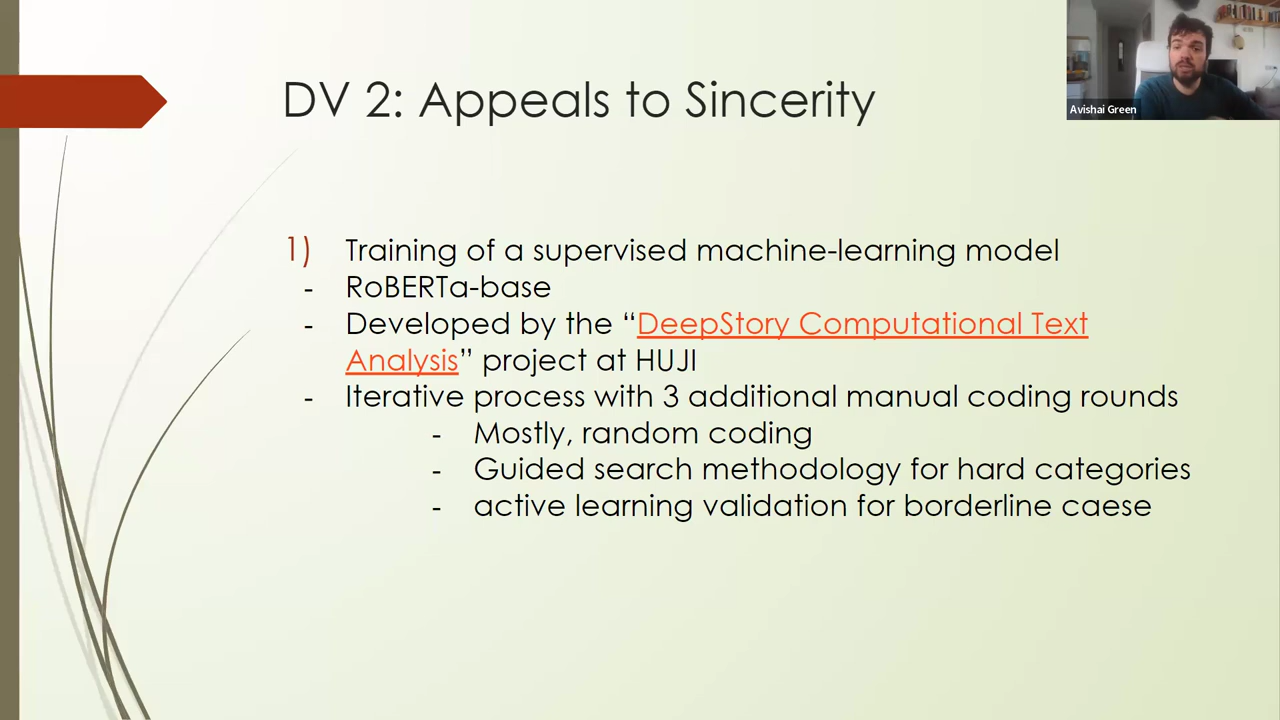 DV 2: Appeals to Sincerity
Avishai Green
1) Training of a supervised machine-learning model
- RoBERTa-base
- Developed by the “DeepStory Computational Text
Analysis” project at HUJI
- Iterative process with 3 additional manual coding rounds
- Mostly, random coding
- Guided search methodology for hard categories
- active learning validation for borderline caese